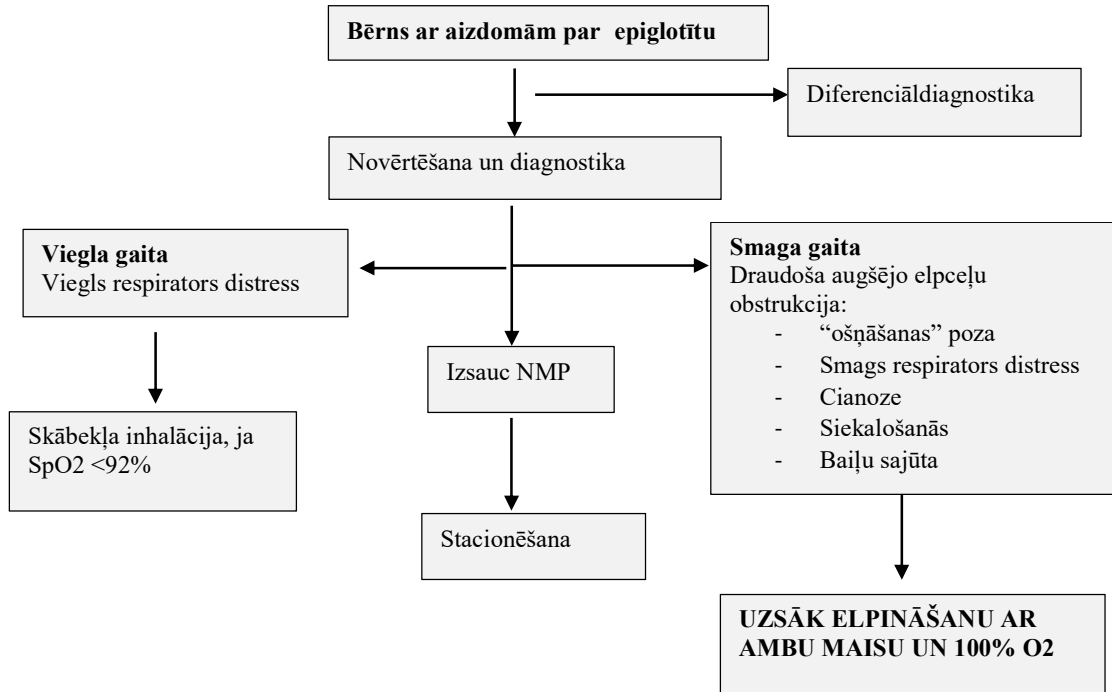 Bērns ar aizdomām par epiglotītu
Diferenciāldiagnostika
Novērtēšana un diagnostika
Viegla gaita
Viegls respirators distress
Smaga gaita
Draudoša augšējo elpceļu
obstrukcija:
- “ošņāšanas” poza
- Smags respirators distress
- Cianoze
- Siekalošanās
- Baiļu sajūta
Izsauc NMP
Skābekļa inhalācija, ja
SpO2 <92%
Stacionēšana
UZSĀK ELPINĀŠANU AR
AMBU MAISU UN 100% O2